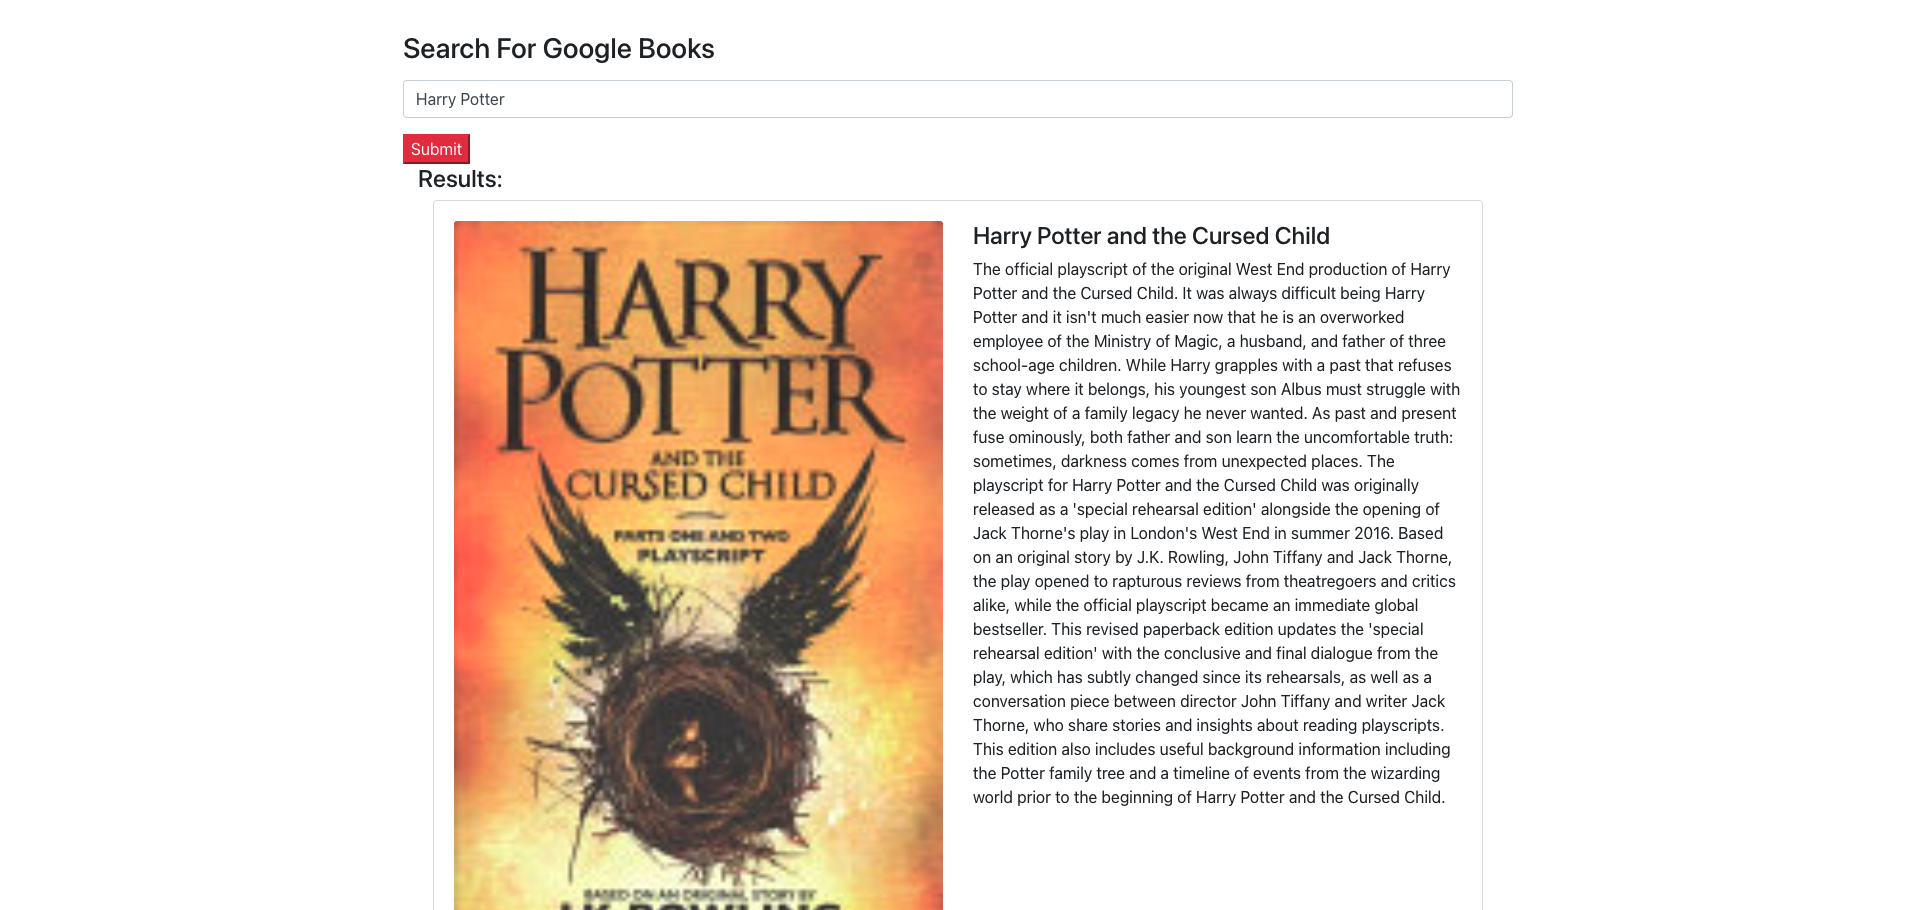 Search For Google Books
Harry Potter
Submit
Results:
HARRY
POTTER
AND THE
CURSED CHILD
PARTS ONE AND TWO
PLAYSCRIPT
BASED ON AN ORIGINAL STORY BY
J.K. ROWLING
Harry Potter and the Cursed Child
The official playscript of the original West End production of Harry
Potter and the Cursed Child. It was always difficult being Harry
Potter and it isn't much easier now that he is an overworked
employee of the Ministry of Magic, a husband, and father of three
school-age children. While Harry grapples with a past that refuses
to stay where it belongs, his youngest son Albus must struggle with
the weight of a family legacy he never wanted. As past and present
fuse ominously, both father and son learn the uncomfortable truth:
sometimes, darkness comes from unexpected places. The
playscript for Harry Potter and the Cursed Child was originally
released as a 'special rehearsal edition' alongside the opening of
Jack Thorne's play in London's West End in summer 2016. Based
on an original story by J.K. Rowling, John Tiffany and Jack Thorne,
the play opened to rapturous reviews from theatregoers and critics
alike, while the official playscript became an immediate global
bestseller. This revised paperback edition updates the 'special
rehearsal edition' with the conclusive and final dialogue from the
play, which has subtly changed since its rehearsals, as well as a
conversation piece between director John Tiffany and writer Jack
Thorne, who share stories and insights about reading playscripts.
This edition also includes useful background information including
the Potter family tree and a timeline of events from the wizarding
world prior to the beginning of Harry Potter and the Cursed Child.